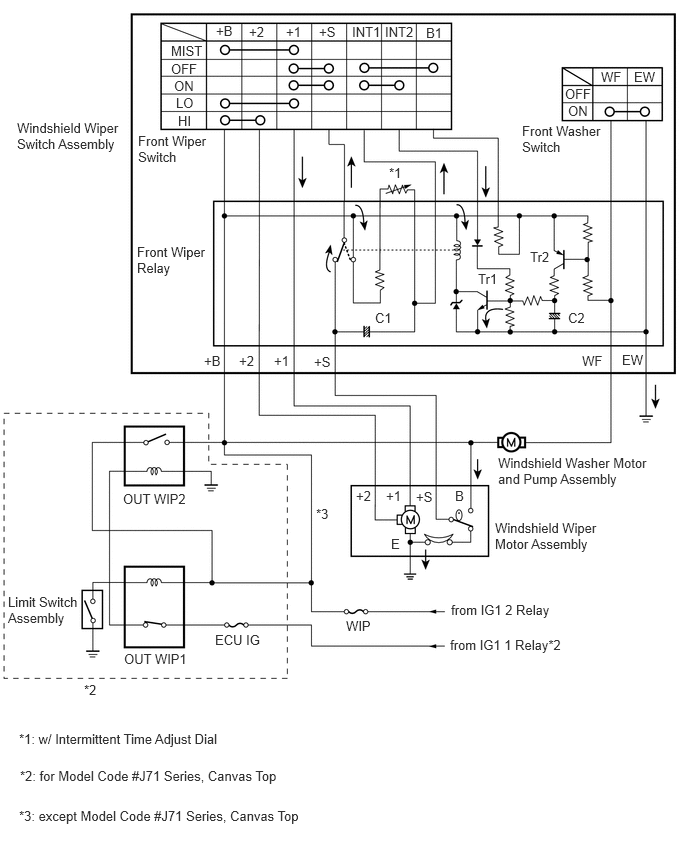 +B +2 +1 +S INT1 INT2 B1
MIST
OFF
ON
LO
HI
WF EW
OFF
ON
Windshield Wiper
Switch Assembly
Front Wiper
Switch
Front Washer
Switch
*1
Front Wiper
Relay
Tr2
Tr1
C1
C2
+B +2 +1 +S WF EW
OUT WIP2
Windshield Washer Motor
and Pump Assembly
+2 +1 +S B
M
M
*3
E
Windshield Wiper
Motor Assembly
Limit Switch
Assembly
from IG1 2 Relay
WIP
ECU IG
from IG1 1 Relay*2
OUT WIP1
*2
*1: w/ Intermittent Time Adjust Dial
*2: for Model Code #J71 Series, Canvas Top
*3: except Model Code #J71 Series, Canvas Top